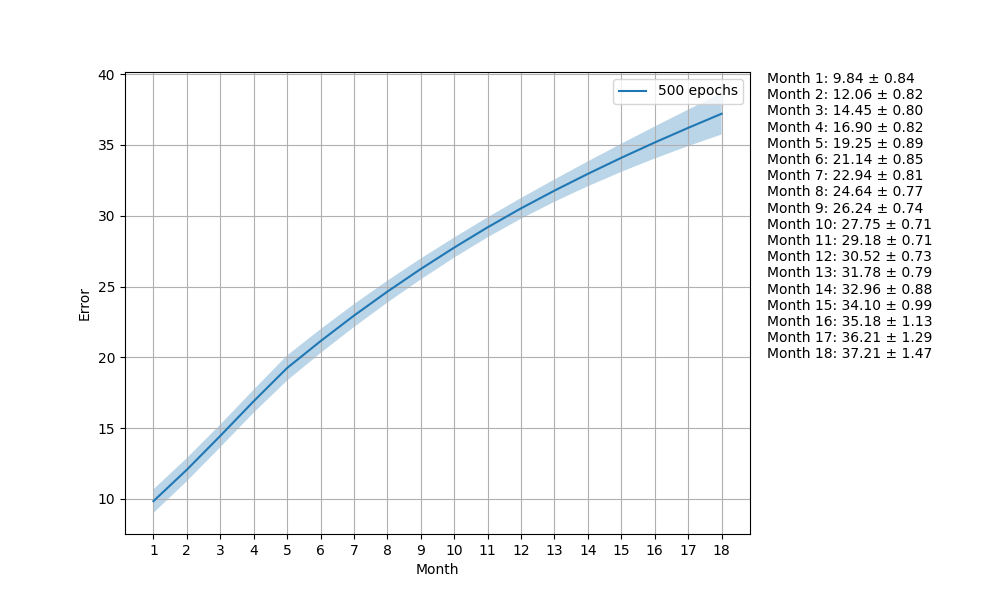 40
35
30
25
20
15
10
Error
500 epochs
1 2 3 4 5 6 7 8 9 10 11 12 13 14 15 16 17 18
Month
Month 1: 9.84 ± 0.84
Month 2: 12.06 ± 0.82
Month 3: 14.45 ± 0.80
Month 4: 16.90 ± 0.82
Month 5: 19.25 ± 0.89
Month 6: 21.14 ± 0.85
Month 7: 22.94 ± 0.81
Month 8: 24.64 ± 0.77
Month 9: 26.24 ± 0.74
Month 10: 27.75 ± 0.71
Month 11: 29.18 ± 0.71
Month 12: 30.52 ± 0.73
Month 13: 31.78 ± 0.79
Month 14: 32.96 ± 0.88
Month 15: 34.10 ± 0.99
Month 16: 35.18 ± 1.13
Month 17: 36.21 ± 1.29
Month 18: 37.21 ± 1.47